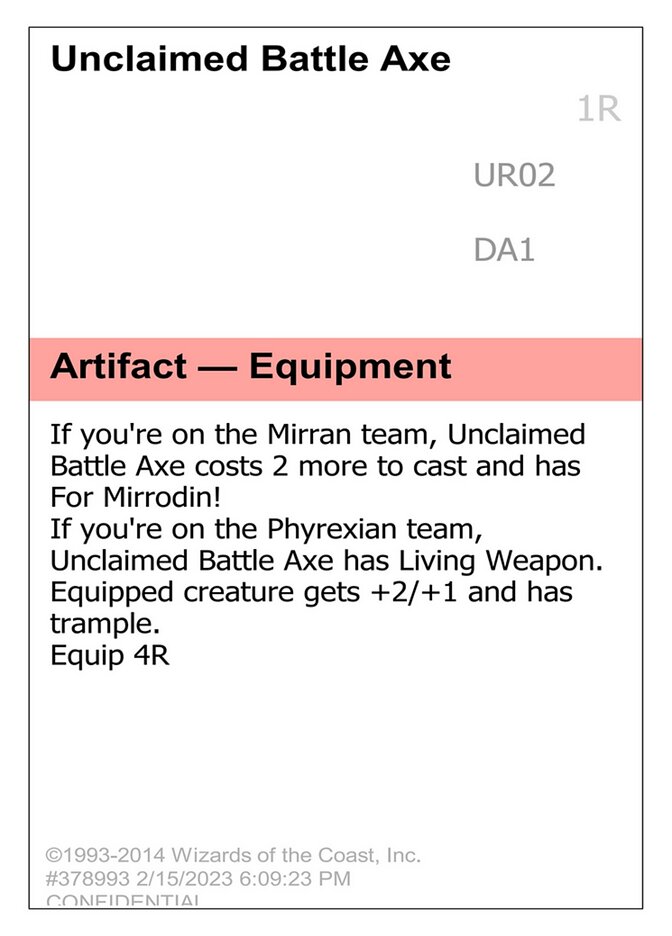 Unclaimed Battle Axe
1R
UR02
DA1
Artifact — Equipment
If you're on the Mirran team, Unclaimed
Battle Axe costs 2 more to cast and has
For Mirrodin!
If you're on the Phyrexian team,
Unclaimed Battle Axe has Living Weapon.
Equipped creature gets +2/+1 and has
trample.
Equip 4R
©1993-2014 Wizards of the Coast, Inc.
#378993 2/15/2023 6:09:23 PM
CONFIDENTIAL